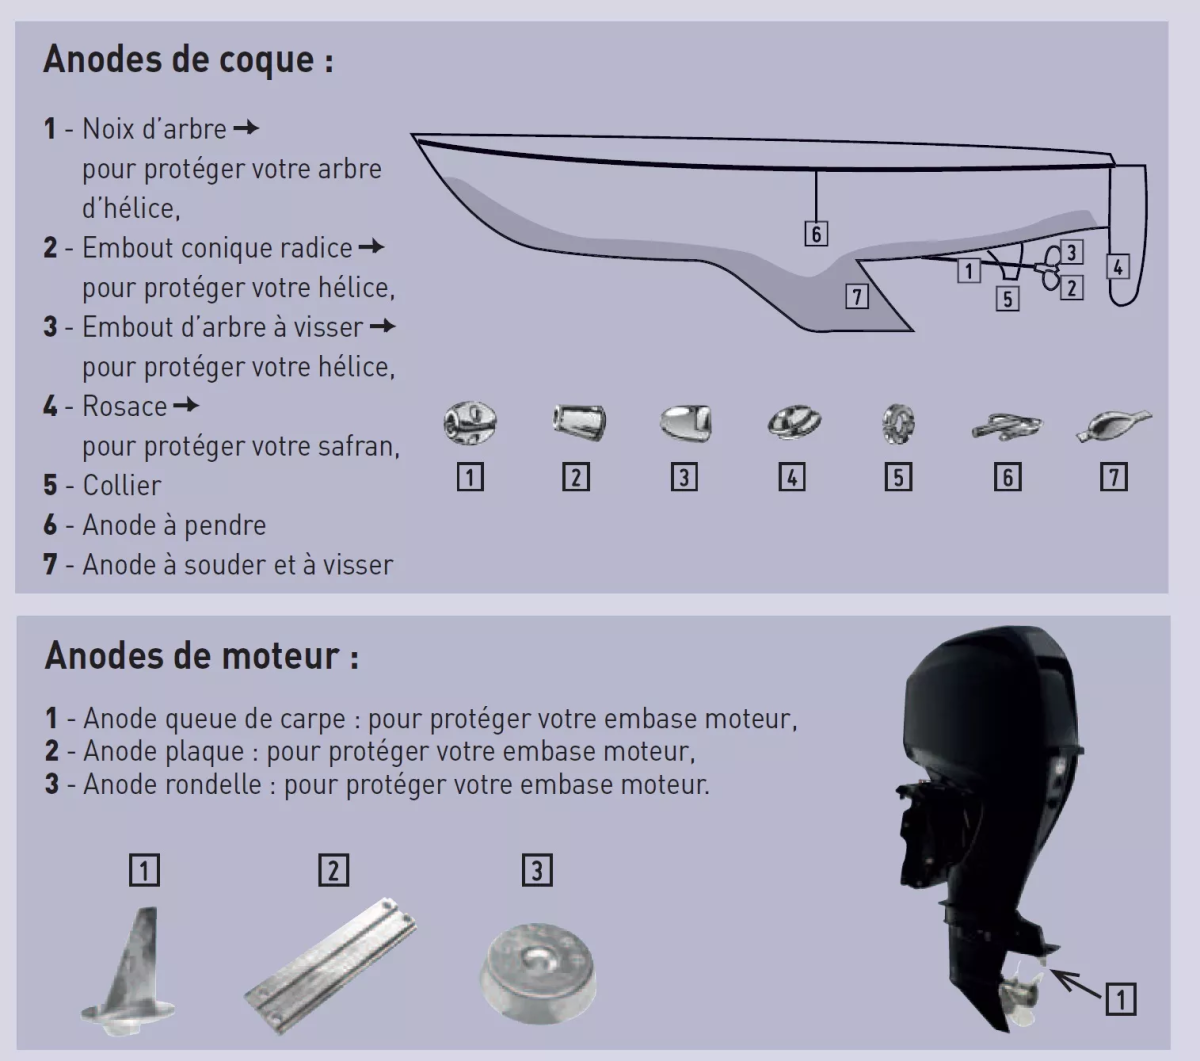 Anodes de coque :
1 - Noix d’arbre ➞
pour protéger votre arbre
d’hélice,
2 - Embout conique radice ➞
pour protéger votre hélice,
3 - Embout d’arbre à visser ➞
pour protéger votre hélice,
4 - Rosace ➞
pour protéger votre safran,
5 - Collier
6 - Anode à pendre
7 - Anode à souder et à visser
6
3
1
4
2
5
7
1 2 3 4 5 6 7
Anodes de moteur :
1 - Anode queue de carpe : pour protéger votre embase moteur,
2 - Anode plaque : pour protéger votre embase moteur,
3 - Anode rondelle : pour protéger votre embase moteur.
1 2 3
1